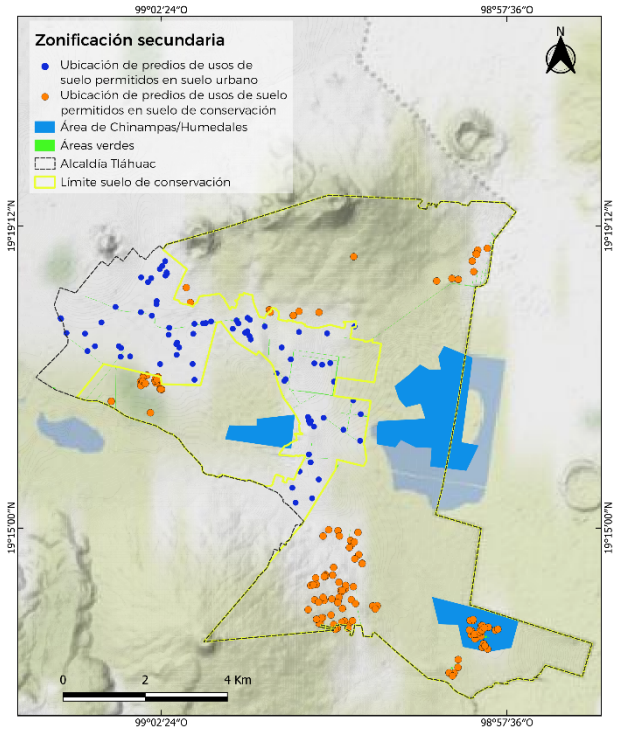 99°02'24"O 98°57'36"O
Zonificación secundaria
Ubicación de predios de usos de
suelo permitidos en suelo urbano
Ubicación de predios de usos de suelo
permitidos en suelo de conservación
Área de Chinampas/Humedales
Áreas verdes
Alcaldía Tláhuac
Límite suelo de conservación
N
19°19'12"N 19°19'12"N
19°15'00"N 19°15'00"N
0 2 4 Km
99°02'24"O 98°57'36"O